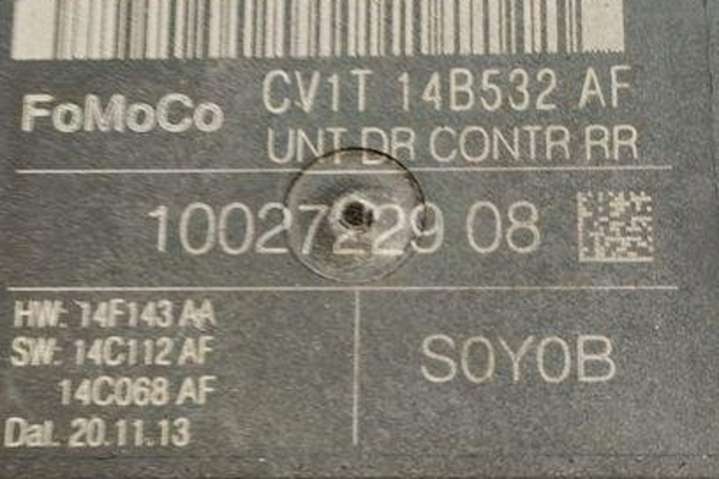 FoMoCo CV1T 14B532 AF
UNT DR CONTR RR
10027229 08
HW: 14F143 AA
SW: 14C112 AF
14C068 AF
Dat. 20.11.13
S0Y0B